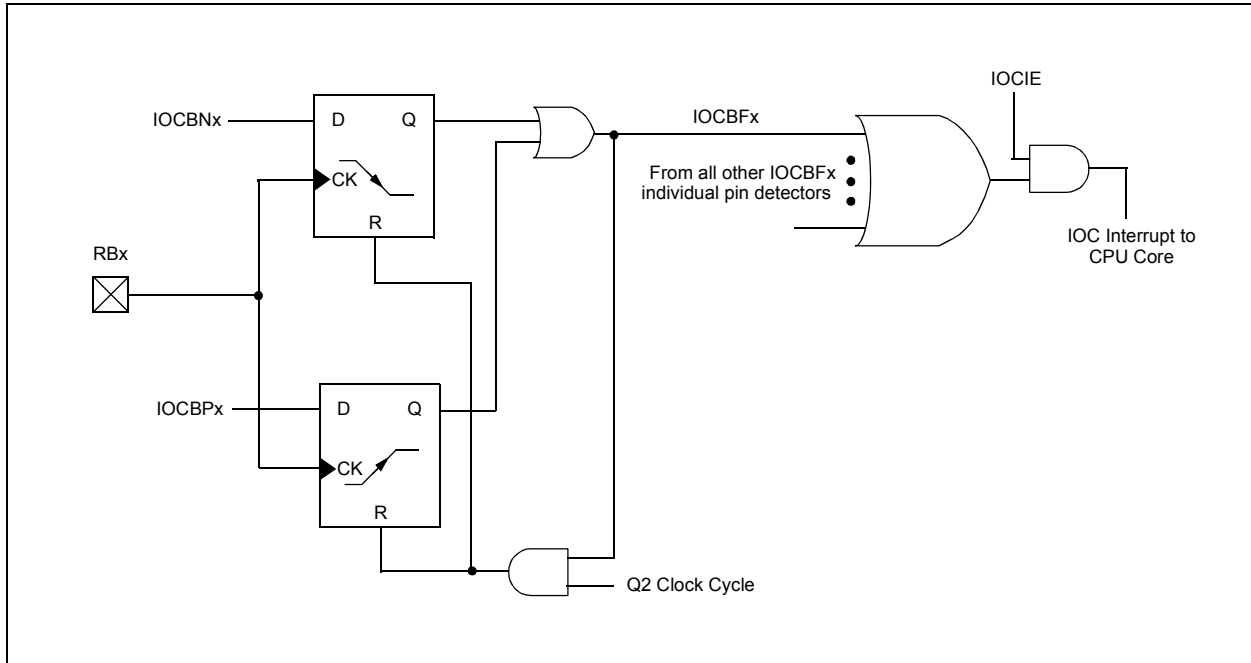 IOCIE
IOCBNx
D
Q
IOCBFx
CK
From all other IOCBFx
individual pin detectors
R
IOC Interrupt to
CPU Core
RBx
IOCBPx
D
Q
CK
R
Q2 Clock Cycle